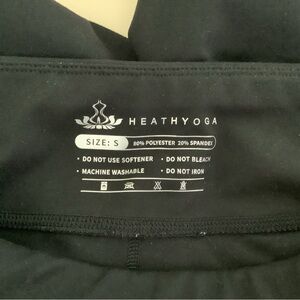 HEATHYOGA
SIZE: S 80% POLYESTER 20% SPANDEX
• DO NOT USE SOFTENER • DO NOT BLEACH
• MACHINE WASHABLE • DO NOT IRON